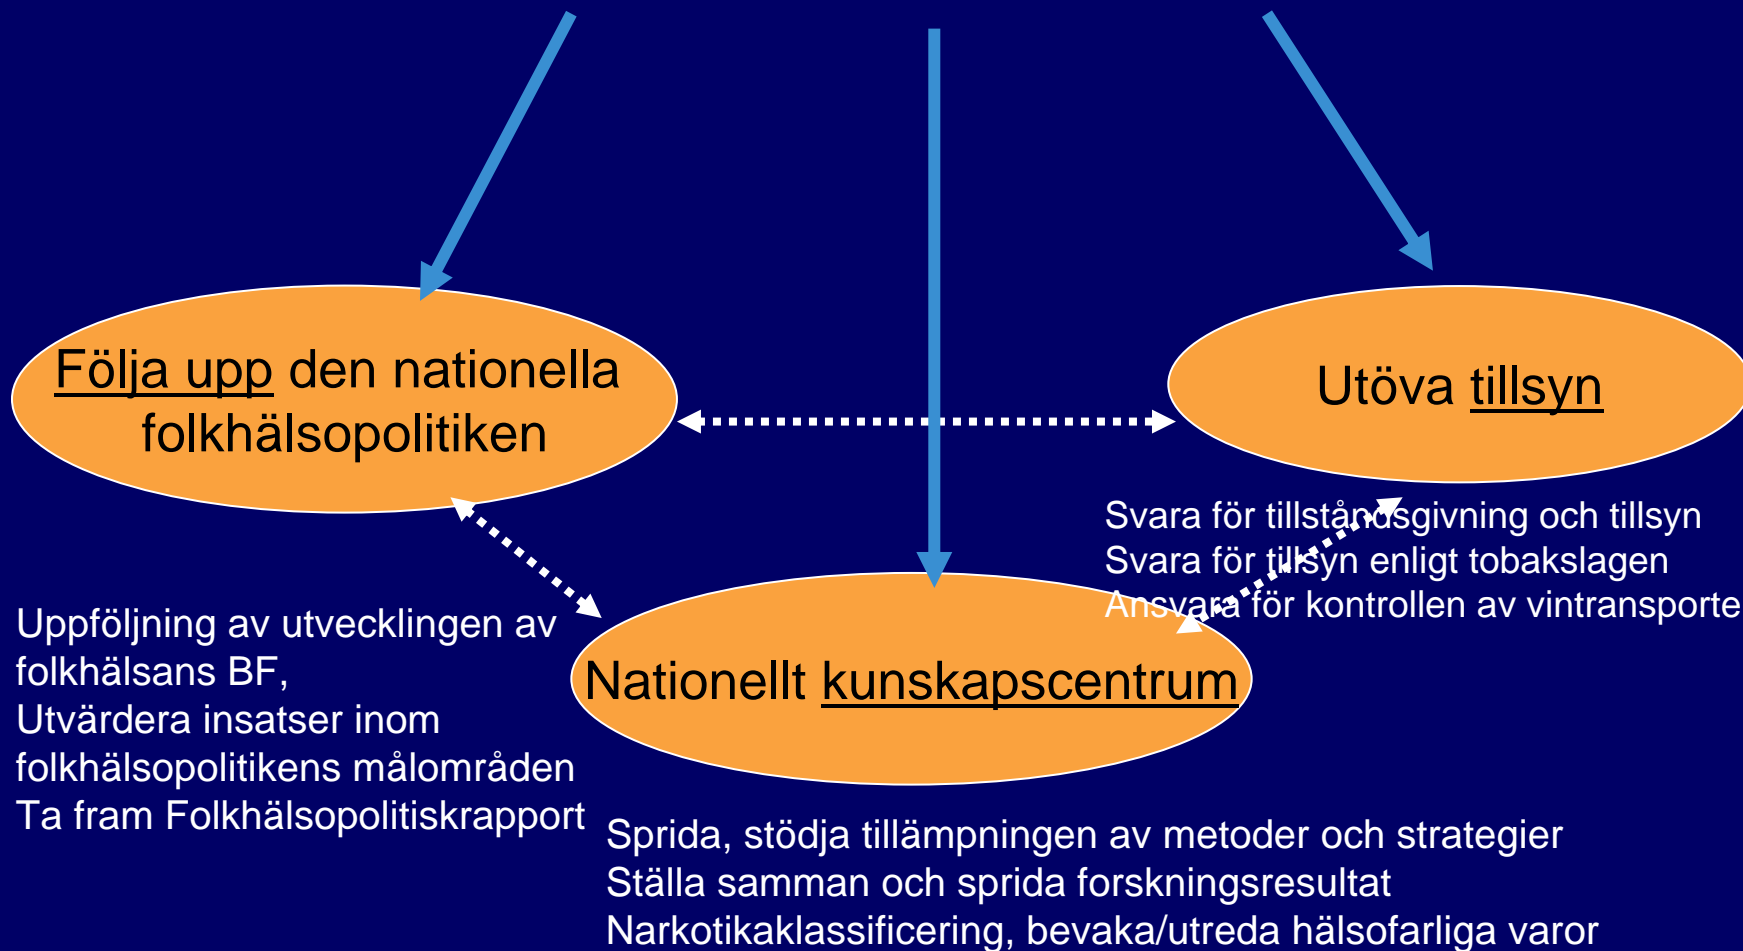 Följa upp den nationella
folkhälsopolitiken
Utöva tillsyn
Svara för tillståndsgivning och tillsyn
Svara för tillsyn enligt tobakslagen
Ansvara för kontrollen av vintransporte
Uppföljning av utvecklingen av
folkhälsans BF,
Utvärdera insatser inom
folkhälsopolitikens målområden
Ta fram Folkhälsopolitiskrapport
Nationellt kunskapscentrum
Sprida, stödja tillämpningen av metoder och strategier
Ställa samman och sprida forskningsresultat
Narkotikaklassificering, bevaka/utreda hälsofarliga varor